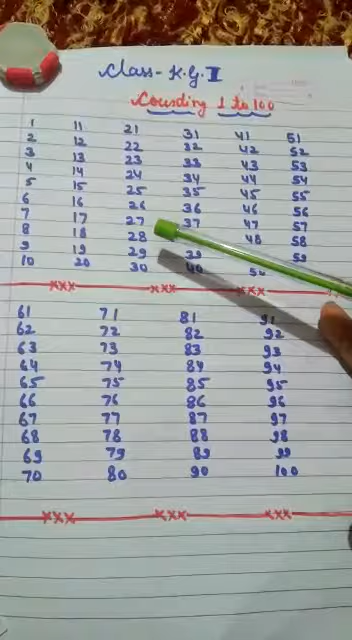 Class- K.G.I
Counting 1 to 100
1 11 21 31 41 51
2 12 22 32 42 52
3 13 23 33 43 53
4 14 24 34 44 54
5 15 25 35 45 55
6 16 26 36 46 56
7 17 27 37 47 57
8 18 28 48 58
9 19 29 39 59
10 20 30 40 50
xxx xxx xxx
61 71 81 91
62 72 82 92
63 73 83 93
64 74 84 94
65 75 85 95
66 76 86 96
67 77 87 97
68 78 88 98
69 79 89 99
70 80 90 100
xxx xxx xxx